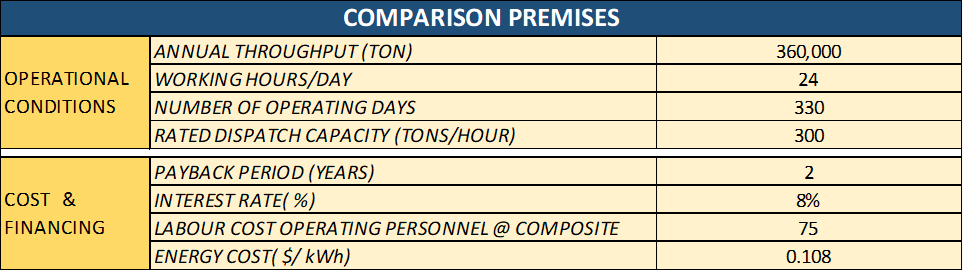 COMPARISON PREMISES
OPERATIONAL CONDITIONS
ANNUAL THROUGHPUT (TON) 360,000
WORKING HOURS/DAY 24
NUMBER OF OPERATING DAYS 330
RATED DISPATCH CAPACITY (TONS/HOUR) 300
COST & FINANCING
PAYBACK PERIOD (YEARS) 2
INTEREST RATE( %) 8%
LABOUR COST OPERATING PERSONNEL @ COMPOSITE 75
ENERGY COST( $/ kWh) 0.108